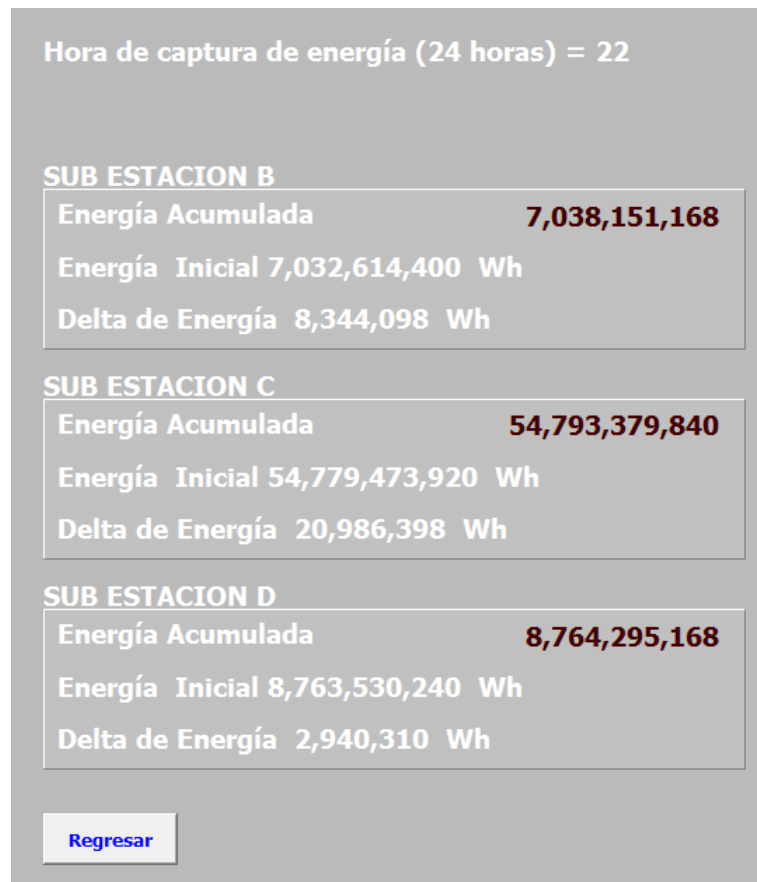 Hora de captura de energía (24 horas) = 22
SUB ESTACION B
Energía Acumulada 7,038,151,168
Energía Inicial 7,032,614,400 Wh
Delta de Energía 8,344,098 Wh
SUB ESTACION C
Energía Acumulada 54,793,379,840
Energía Inicial 54,779,473,920 Wh
Delta de Energía 20,986,398 Wh
SUB ESTACION D
Energía Acumulada 8,764,295,168
Energía Inicial 8,763,530,240 Wh
Delta de Energía 2,940,310 Wh
Regresar